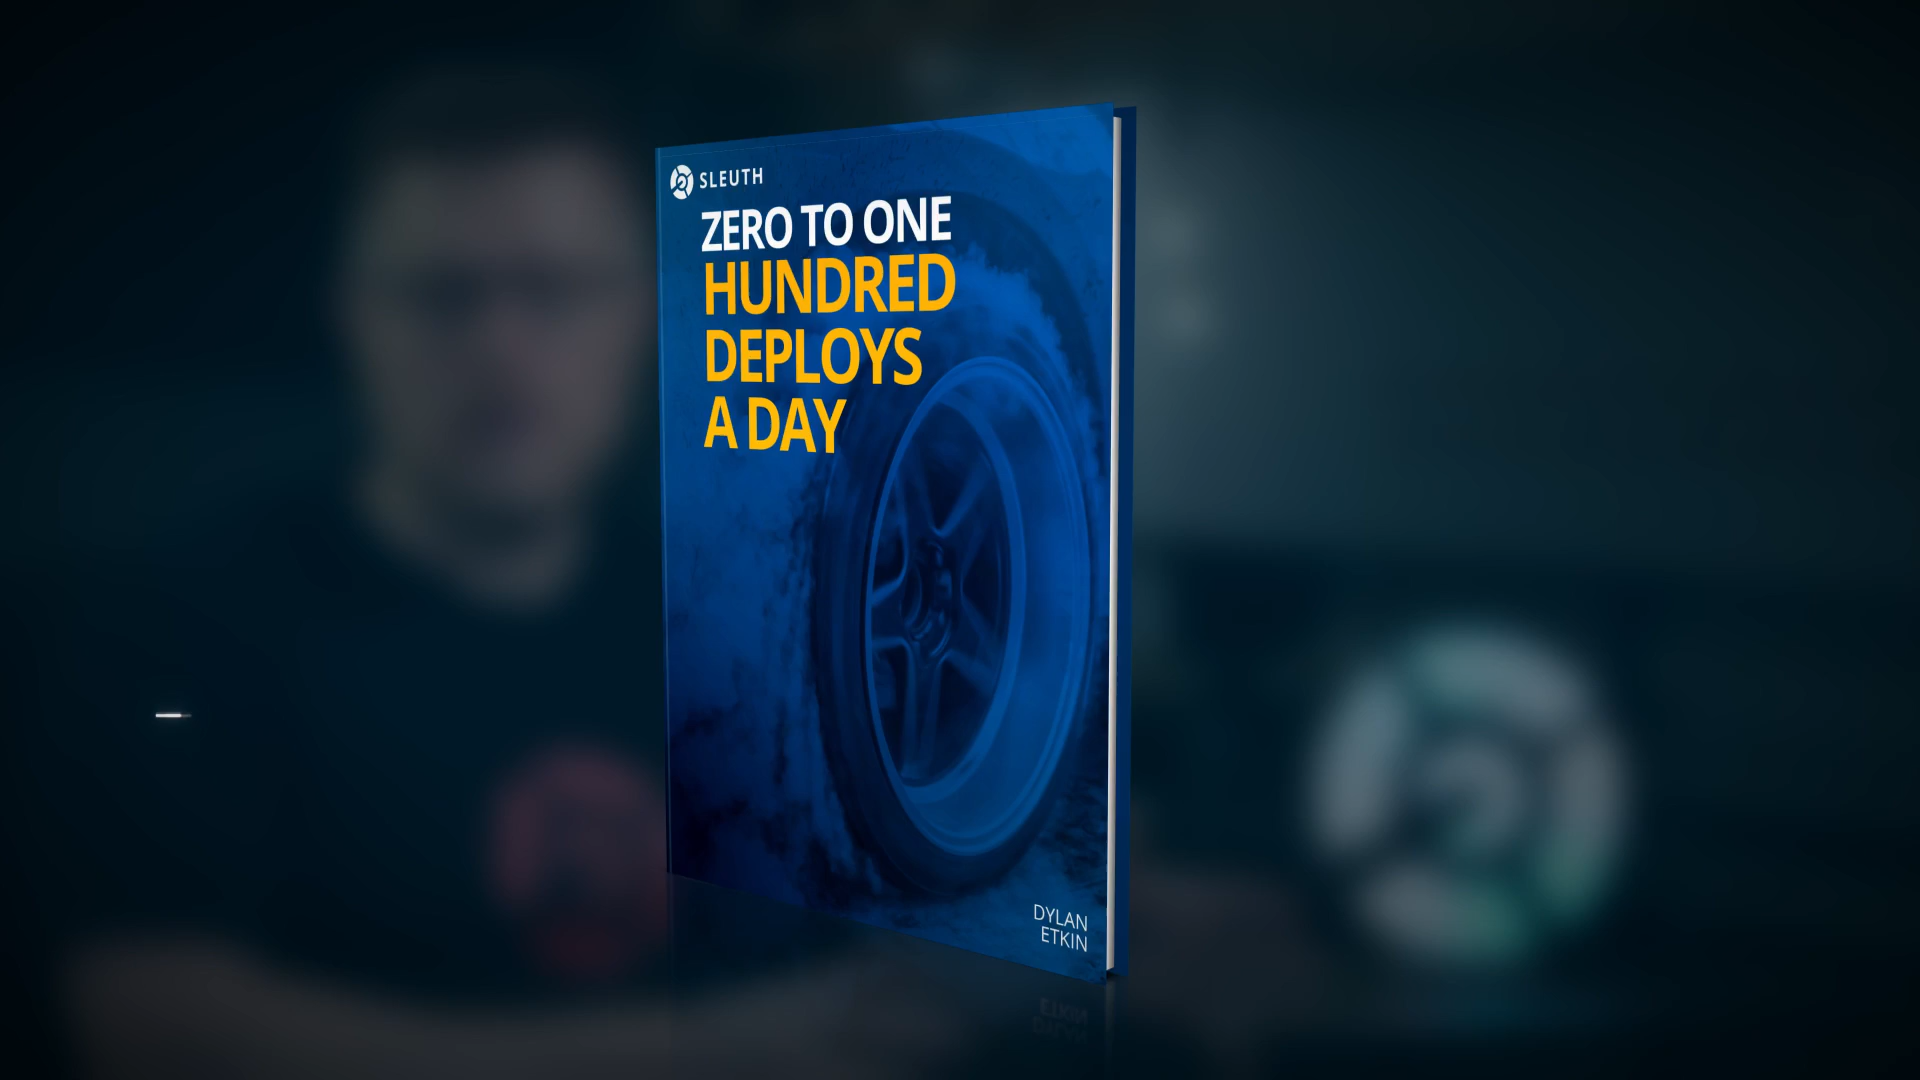 SLEUTH
ZERO TO ONE
HUNDRED
DEPLOYS
A DAY
DYLAN
ETKIN